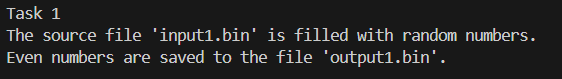 Task 1
The source file 'input1.bin' is filled with random numbers.
Even numbers are saved to the file 'output1.bin'.